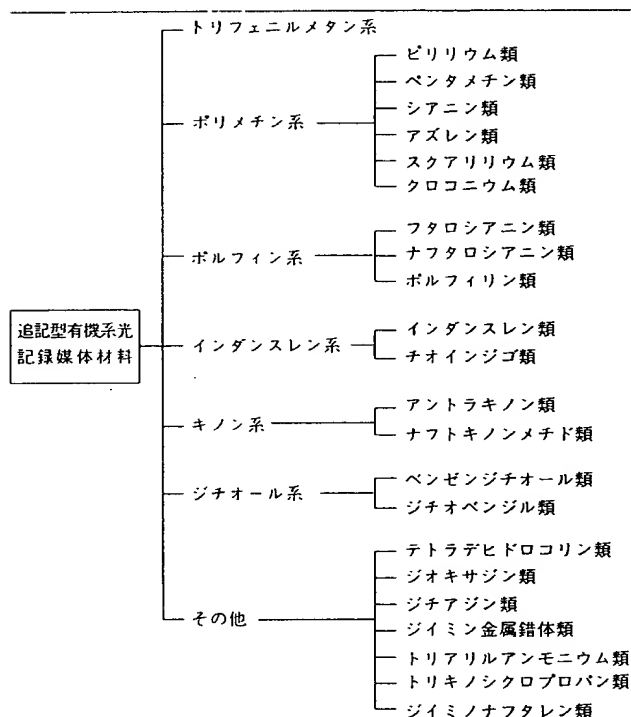 トリフェニルメタン系
ピリリウム類
ペンタメチン類
ポリメチン系
シアニン類
アズレン類
スクアリリウム類
クロコニウム類
フタロシアニン類
ポルフィン系
ナフタロシアニン類
ポルフィリン類
追記型有機系光
記録媒体材料
インダンスレン系
インダンスレン類
チオインジゴ類
アントラキノン類
キノン系
ナフトキノンメチド類
ベンゼンジチオール類
ジチオール系
ジチオベンジル類
テトラデヒドロコリン類
ジオキサジン類
ジチアジン類
その他
ジイミン金属錯体類
トリアリルアンモニウム類
トリキノシクロプロパン類
ジイミノナフタレン類